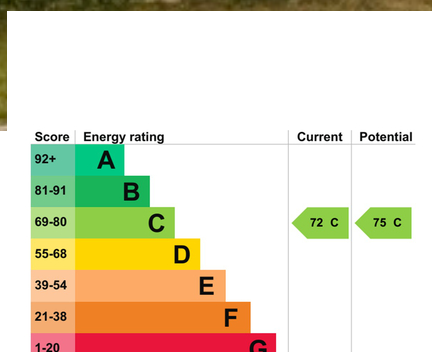 Score Energy rating Current Potential
92+ A
81-91 B
69-80 C 72 C 75 C
55-68 D
39-54 E
21-38 F
1-20 G